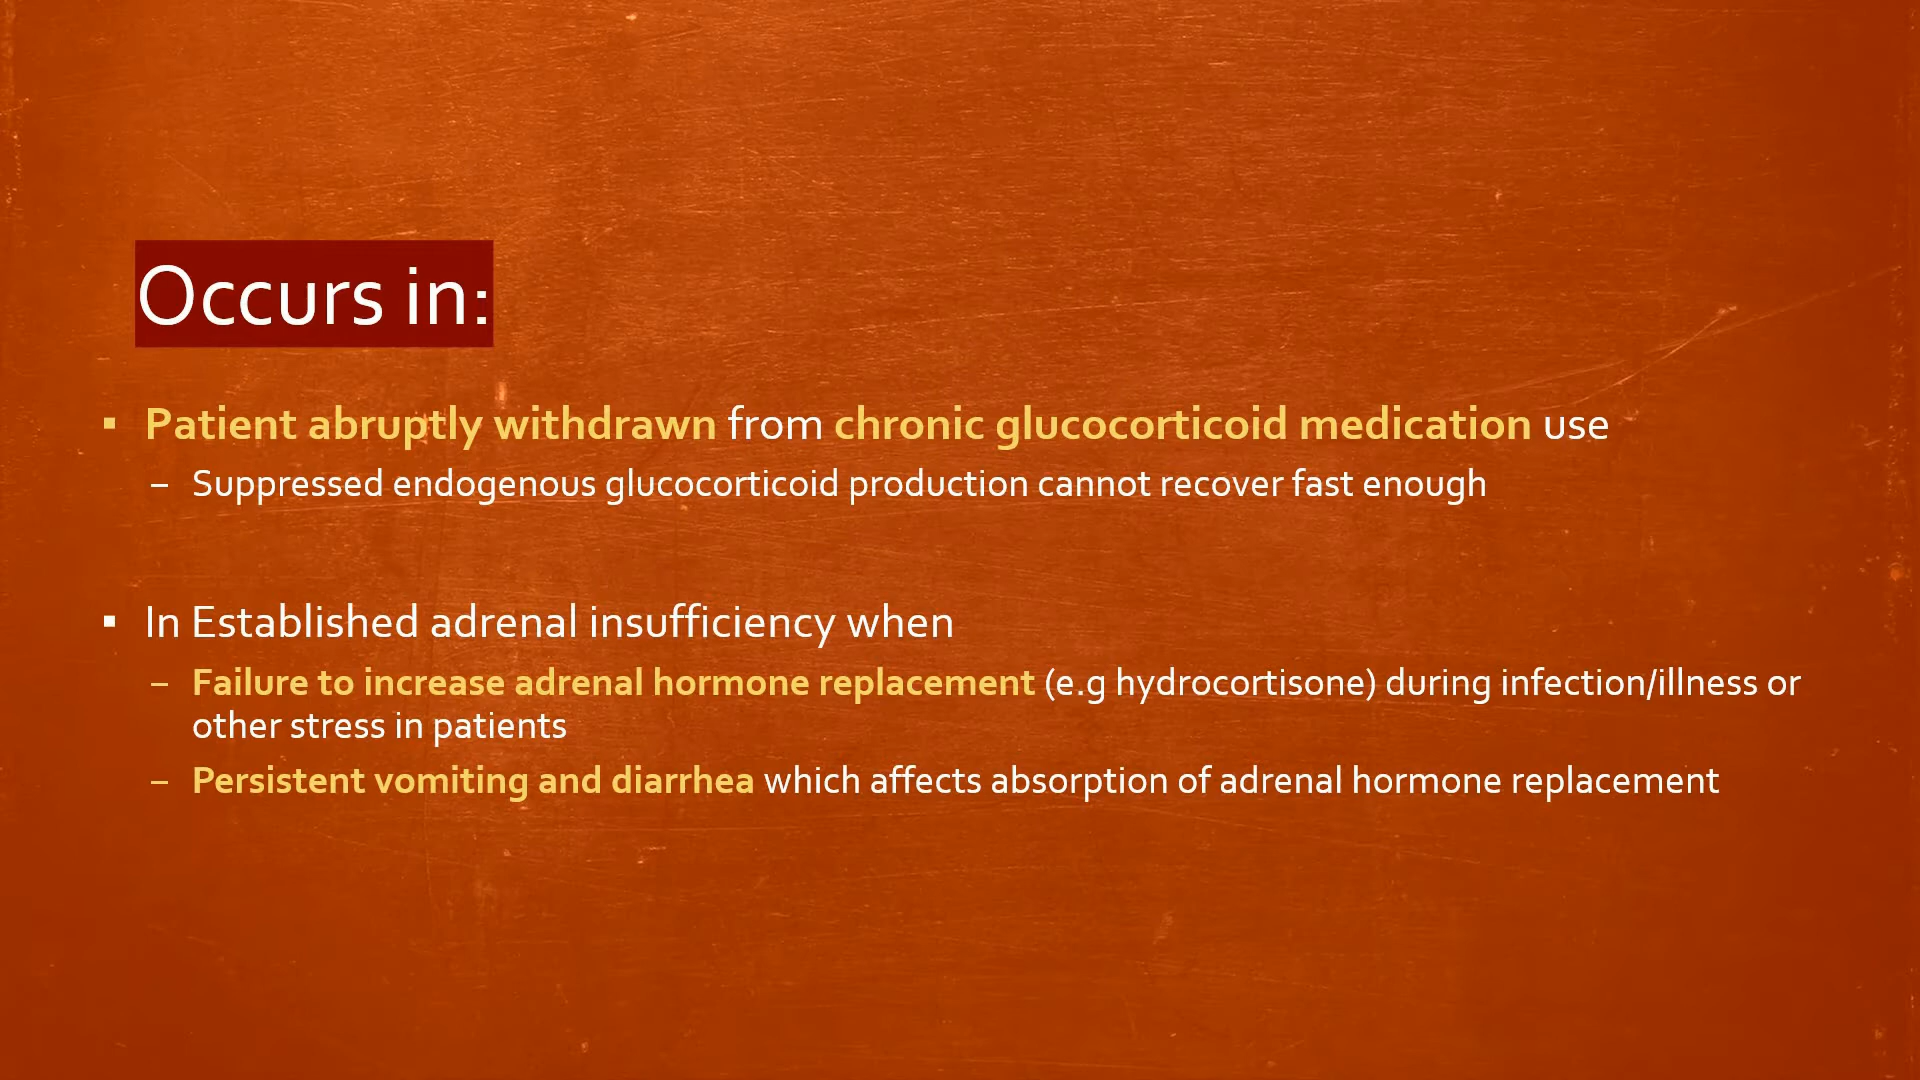 Occurs in:
▪ Patient abruptly withdrawn from chronic glucocorticoid medication use
– Suppressed endogenous glucocorticoid production cannot recover fast enough
▪ In Established adrenal insufficiency when
– Failure to increase adrenal hormone replacement (e.g hydrocortisone) during infection/illness or
other stress in patients
– Persistent vomiting and diarrhea which affects absorption of adrenal hormone replacement